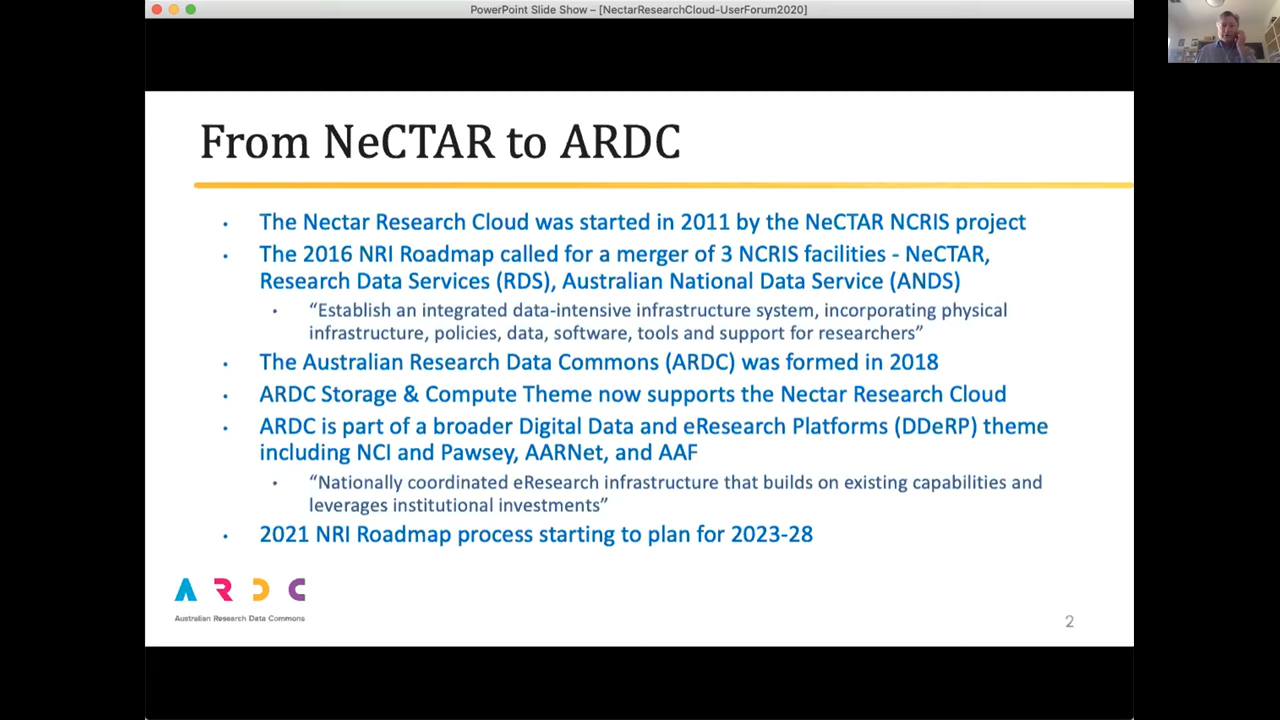 PowerPoint Slide Show – [NectarResearchCloud-UserForum2020]
From NeCTAR to ARDC
• The Nectar Research Cloud was started in 2011 by the NeCTAR NCRIS project
• The 2016 NRI Roadmap called for a merger of 3 NCRIS facilities - NeCTAR,
Research Data Services (RDS), Australian National Data Service (ANDS)
• “Establish an integrated data-intensive infrastructure system, incorporating physical
infrastructure, policies, data, software, tools and support for researchers”
• The Australian Research Data Commons (ARDC) was formed in 2018
• ARDC Storage & Compute Theme now supports the Nectar Research Cloud
• ARDC is part of a broader Digital Data and eResearch Platforms (DDeRP) theme
including NCI and Pawsey, AARNet, and AAF
• “Nationally coordinated eResearch infrastructure that builds on existing capabilities and
leverages institutional investments”
• 2021 NRI Roadmap process starting to plan for 2023-28
ARDC
Australian Research Data Commons
2